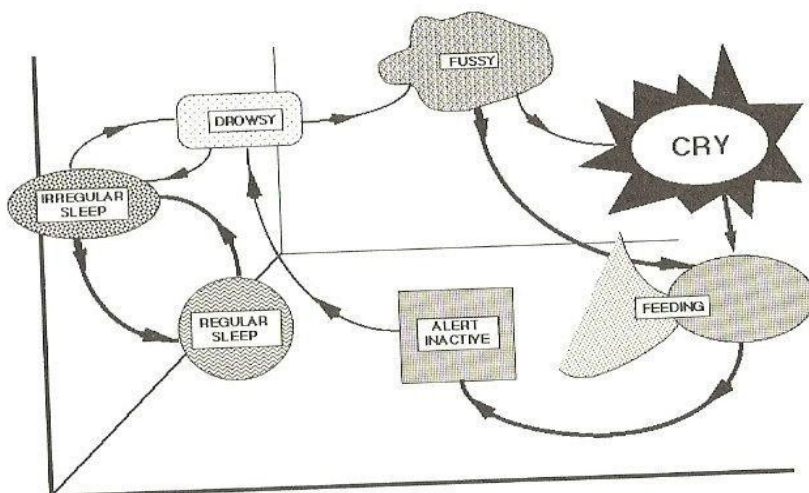 FUSSY
DROWSY
CRY
IRREGULAR
SLEEP
REGULAR
SLEEP
ALERT
INACTIVE
FEEDING